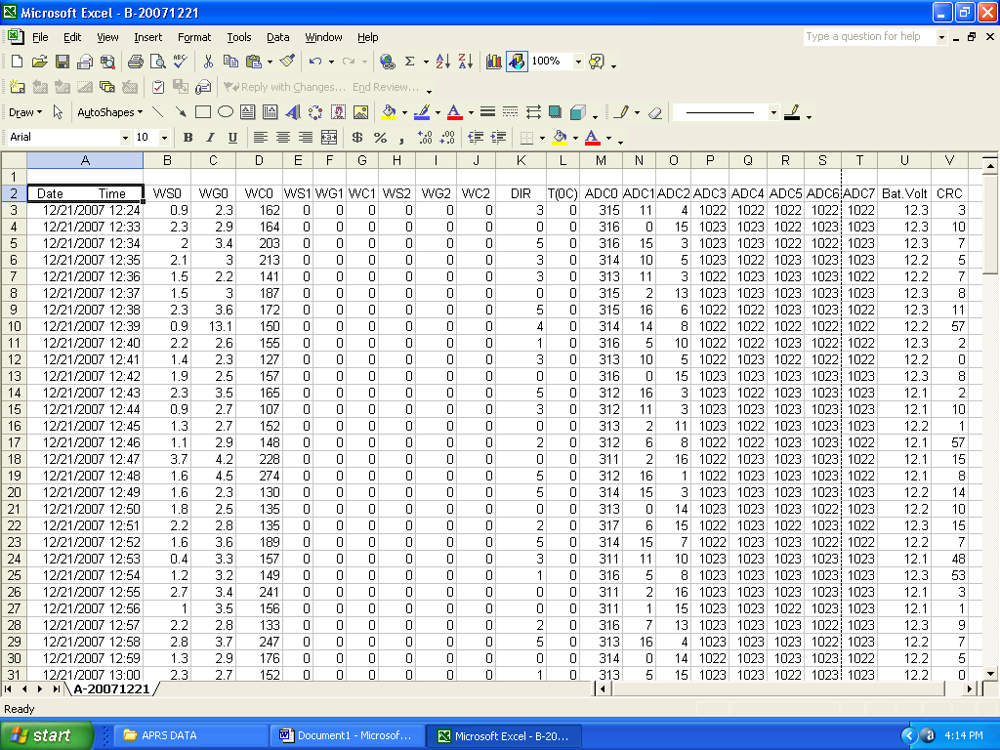 Microsoft Excel - B-20071221
File Edit View Insert Format Tools Data Window Help Type a question for help
100%
Reply with Changes... End Review...
Draw AutoShapes
Arial 10 B I U $ % ,
A B C D E F G H I J K L M N O P Q R S T U V
1
2 Date Time WS0 WG0 WC0 WS1 WG1 WC1 WS2 WG2 WC2 DIR T(0C) ADC0 ADC1 ADC2 ADC3 ADC4 ADC5 ADC6 ADC7 Bat.Volt CRC
3 12/21/2007 12:24 0.9 2.3 162 0 0 0 0 0 0 3 0 315 11 4 1022 1022 1022 1022 1022 12.3 3
4 12/21/2007 12:33 2.3 2.9 164 0 0 0 0 0 0 0 0 316 0 15 1023 1022 1023 1022 1022 12.3 10
5 12/21/2007 12:34 2 3.4 203 0 0 0 0 0 0 5 0 316 15 3 1023 1022 1023 1022 1023 12.3 7
6 12/21/2007 12:35 2.1 3 213 0 0 0 0 0 0 3 0 314 10 5 1023 1022 1023 1022 1023 12.2 5
7 12/21/2007 12:36 1.5 2.2 141 0 0 0 0 0 0 3 0 313 11 3 1022 1022 1023 1022 1022 12.2 7
8 12/21/2007 12:37 1.5 3 187 0 0 0 0 0 0 0 0 315 2 13 1023 1023 1023 1023 1023 12.3 8
9 12/21/2007 12:38 2.3 3.6 172 0 0 0 0 0 0 5 0 315 16 6 1023 1022 1023 1022 1023 12.3 11
10 12/21/2007 12:39 0.9 13.1 150 0 0 0 0 0 0 4 0 314 14 8 1022 1022 1022 1022 1022 12.2 57
11 12/21/2007 12:40 2.2 2.6 155 0 0 0 0 0 0 1 0 316 5 10 1022 1022 1023 1022 1022 12.3 2
12 12/21/2007 12:41 1.4 2.3 127 0 0 0 0 0 0 3 0 313 10 5 1022 1022 1023 1022 1022 12.2 0
13 12/21/2007 12:42 1.9 2.5 157 0 0 0 0 0 0 0 0 316 0 15 1023 1023 1023 1023 1023 12.3 8
14 12/21/2007 12:43 2.3 3.5 165 0 0 0 0 0 0 5 0 312 16 3 1022 1023 1023 1022 1023 12.1 2
15 12/21/2007 12:44 0.9 2.7 107 0 0 0 0 0 0 3 0 312 11 3 1023 1023 1023 1023 1023 12.1 10
16 12/21/2007 12:45 1.3 2.7 152 0 0 0 0 0 0 0 0 313 2 11 1023 1022 1023 1022 1023 12.2 1
17 12/21/2007 12:46 1.1 2.9 148 0 0 0 0 0 0 2 0 312 6 8 1022 1022 1023 1022 1022 12.1 57
18 12/21/2007 12:47 3.7 4.2 228 0 0 0 0 0 0 0 0 311 2 16 1023 1023 1023 1023 1023 12.1 15
19 12/21/2007 12:48 1.6 4.5 274 0 0 0 0 0 0 5 0 312 16 1 1022 1023 1023 1022 1023 12.1 8
20 12/21/2007 12:49 1.6 2.3 130 0 0 0 0 0 0 5 0 314 15 3 1023 1023 1023 1023 1023 12.2 14
21 12/21/2007 12:50 1.8 2.5 135 0 0 0 0 0 0 0 0 313 0 14 1022 1023 1023 1022 1023 12.2 10
22 12/21/2007 12:51 2.2 2.8 135 0 0 0 0 0 0 2 0 317 6 15 1023 1022 1023 1022 1023 12.3 15
23 12/21/2007 12:52 1.6 3.6 189 0 0 0 0 0 0 5 0 314 15 7 1023 1022 1023 1022 1022 12.2 7
24 12/21/2007 12:53 0.4 3.3 157 0 0 0 0 0 0 3 0 311 11 10 1023 1023 1023 1023 1023 12.1 48
25 12/21/2007 12:54 1.2 3.2 149 0 0 0 0 0 0 1 0 316 5 8 1023 1023 1023 1023 1023 12.3 53
26 12/21/2007 12:55 2.7 3.4 241 0 0 0 0 0 0 0 0 311 2 16 1023 1023 1023 1023 1023 12.1 3
27 12/21/2007 12:56 1 3.5 156 0 0 0 0 0 0 0 0 311 1 15 1023 1022 1023 1022 1023 12.1 1
28 12/21/2007 12:57 2.2 2.8 133 0 0 0 0 0 0 2 0 316 7 13 1023 1023 1023 1022 1023 12.3 9
29 12/21/2007 12:58 2.8 3.7 247 0 0 0 0 0 0 5 0 313 16 4 1022 1023 1023 1022 1023 12.2 7
30 12/21/2007 12:59 1.3 2.9 176 0 0 0 0 0 0 0 0 314 0 14 1022 1023 1023 1022 1022 12.2 5
31 12/21/2007 13:00 2.3 2.7 152 0 0 0 0 0 0 1 0 313 5 15 1023 1023 1023 1023 1023 12.2 0
A-20071221
Ready
start APRS DATA Document1 - Microsof... Microsoft Excel - B-20... 4:14 PM